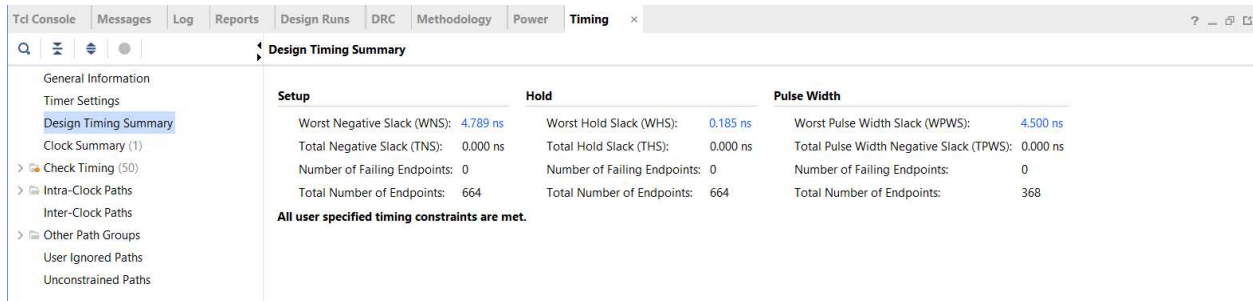 Tcl Console Messages Log Reports Design Runs DRC Methodology Power Timing × ? _
Design Timing Summary
General Information
Timer Settings
Design Timing Summary
Clock Summary (1)
Check Timing (50)
Intra-Clock Paths
Inter-Clock Paths
Other Path Groups
User Ignored Paths
Unconstrained Paths
Setup Hold Pulse Width
Worst Negative Slack (WNS): 4.789 ns Worst Hold Slack (WHS): 0.185 ns Worst Pulse Width Slack (WPWS): 4.500 ns
Total Negative Slack (TNS): 0.000 ns Total Hold Slack (THS): 0.000 ns Total Pulse Width Negative Slack (TPWS): 0.000 ns
Number of Failing Endpoints: 0 Number of Failing Endpoints: 0 Number of Failing Endpoints: 0
Total Number of Endpoints: 664 Total Number of Endpoints: 664 Total Number of Endpoints: 368
All user specified timing constraints are met.